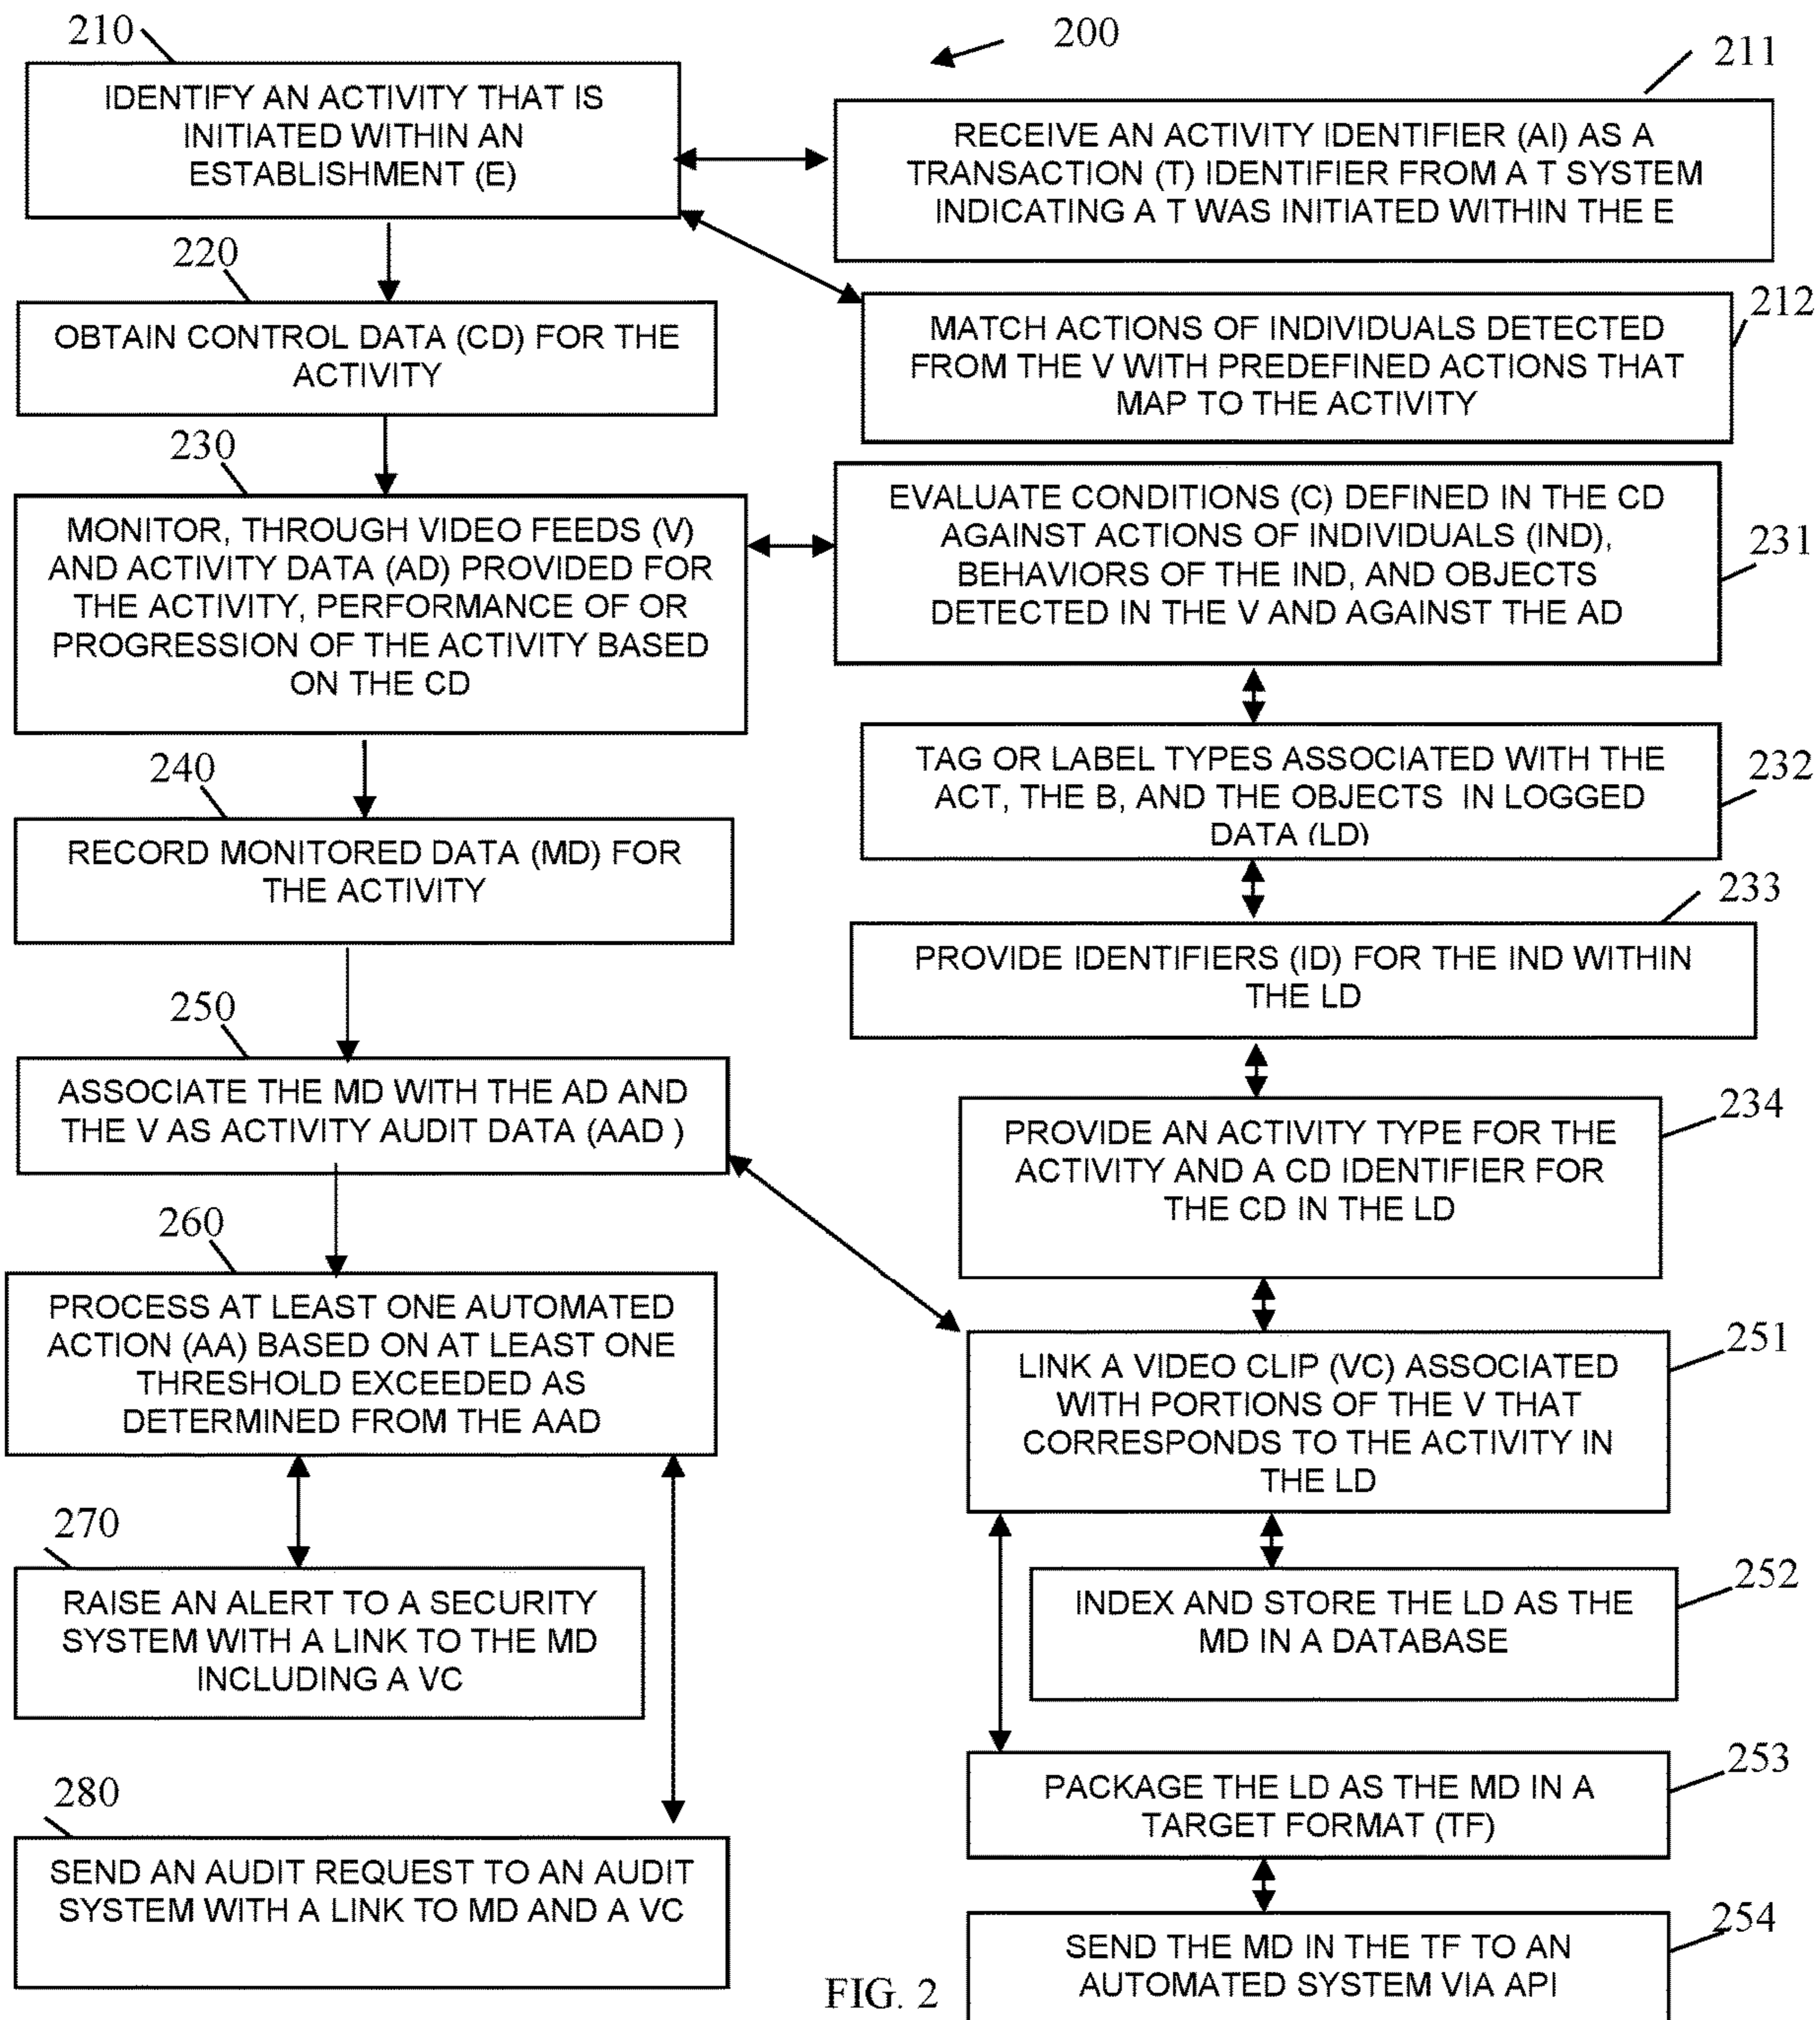 200
210
IDENTIFY AN ACTIVITY THAT IS
INITIATED WITHIN AN
ESTABLISHMENT (E)
211
RECEIVE AN ACTIVITY IDENTIFIER (AI) AS A
TRANSACTION (T) IDENTIFIER FROM A T SYSTEM
INDICATING A T WAS INITIATED WITHIN THE E
212
MATCH ACTIONS OF INDIVIDUALS DETECTED
FROM THE V WITH PREDEFINED ACTIONS THAT
MAP TO THE ACTIVITY
220
OBTAIN CONTROL DATA (CD) FOR THE
ACTIVITY
230
MONITOR, THROUGH VIDEO FEEDS (V)
AND ACTIVITY DATA (AD) PROVIDED FOR
THE ACTIVITY, PERFORMANCE OF OR
PROGRESSION OF THE ACTIVITY BASED
ON THE CD
231
EVALUATE CONDITIONS (C) DEFINED IN THE CD
AGAINST ACTIONS OF INDIVIDUALS (IND),
BEHAVIORS OF THE IND, AND OBJECTS
DETECTED IN THE V AND AGAINST THE AD
232
TAG OR LABEL TYPES ASSOCIATED WITH THE
ACT, THE B, AND THE OBJECTS IN LOGGED
DATA (LD)
233
PROVIDE IDENTIFIERS (ID) FOR THE IND WITHIN
THE LD
234
PROVIDE AN ACTIVITY TYPE FOR THE
ACTIVITY AND A CD IDENTIFIER FOR
THE CD IN THE LD
240
RECORD MONITORED DATA (MD) FOR
THE ACTIVITY
250
ASSOCIATE THE MD WITH THE AD AND
THE V AS ACTIVITY AUDIT DATA (AAD )
251
LINK A VIDEO CLIP (VC) ASSOCIATED
WITH PORTIONS OF THE V THAT
CORRESPONDS TO THE ACTIVITY IN
THE LD
252
INDEX AND STORE THE LD AS THE
MD IN A DATABASE
253
PACKAGE THE LD AS THE MD IN A
TARGET FORMAT (TF)
254
SEND THE MD IN THE TF TO AN
AUTOMATED SYSTEM VIA API
260
PROCESS AT LEAST ONE AUTOMATED
ACTION (AA) BASED ON AT LEAST ONE
THRESHOLD EXCEEDED AS
DETERMINED FROM THE AAD
270
RAISE AN ALERT TO A SECURITY
SYSTEM WITH A LINK TO THE MD
INCLUDING A VC
280
SEND AN AUDIT REQUEST TO AN AUDIT
SYSTEM WITH A LINK TO MD AND A VC
FIG. 2